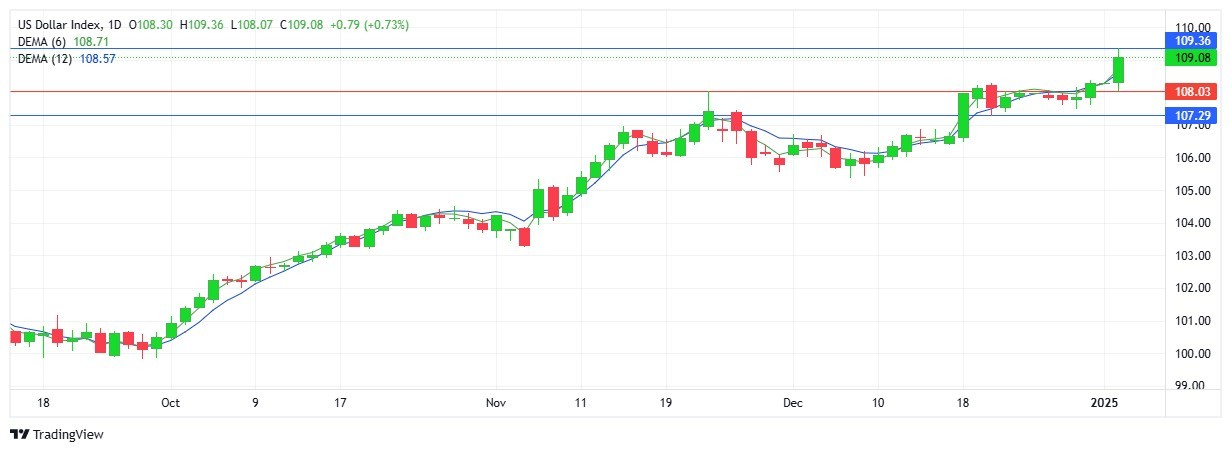 US Dollar Index, 1D O108.30 H109.36 L108.07 C109.08 +0.79 (+0.73%)
DEMA (6) 108.71
DEMA (12) 108.57
110.00
109.36
109.08
108.03
107.29
107.00
106.00
105.00
104.00
103.00
102.00
101.00
100.00
99.00
18 Oct 9 17 Nov 11 19 Dec 10 18 2025
TradingView